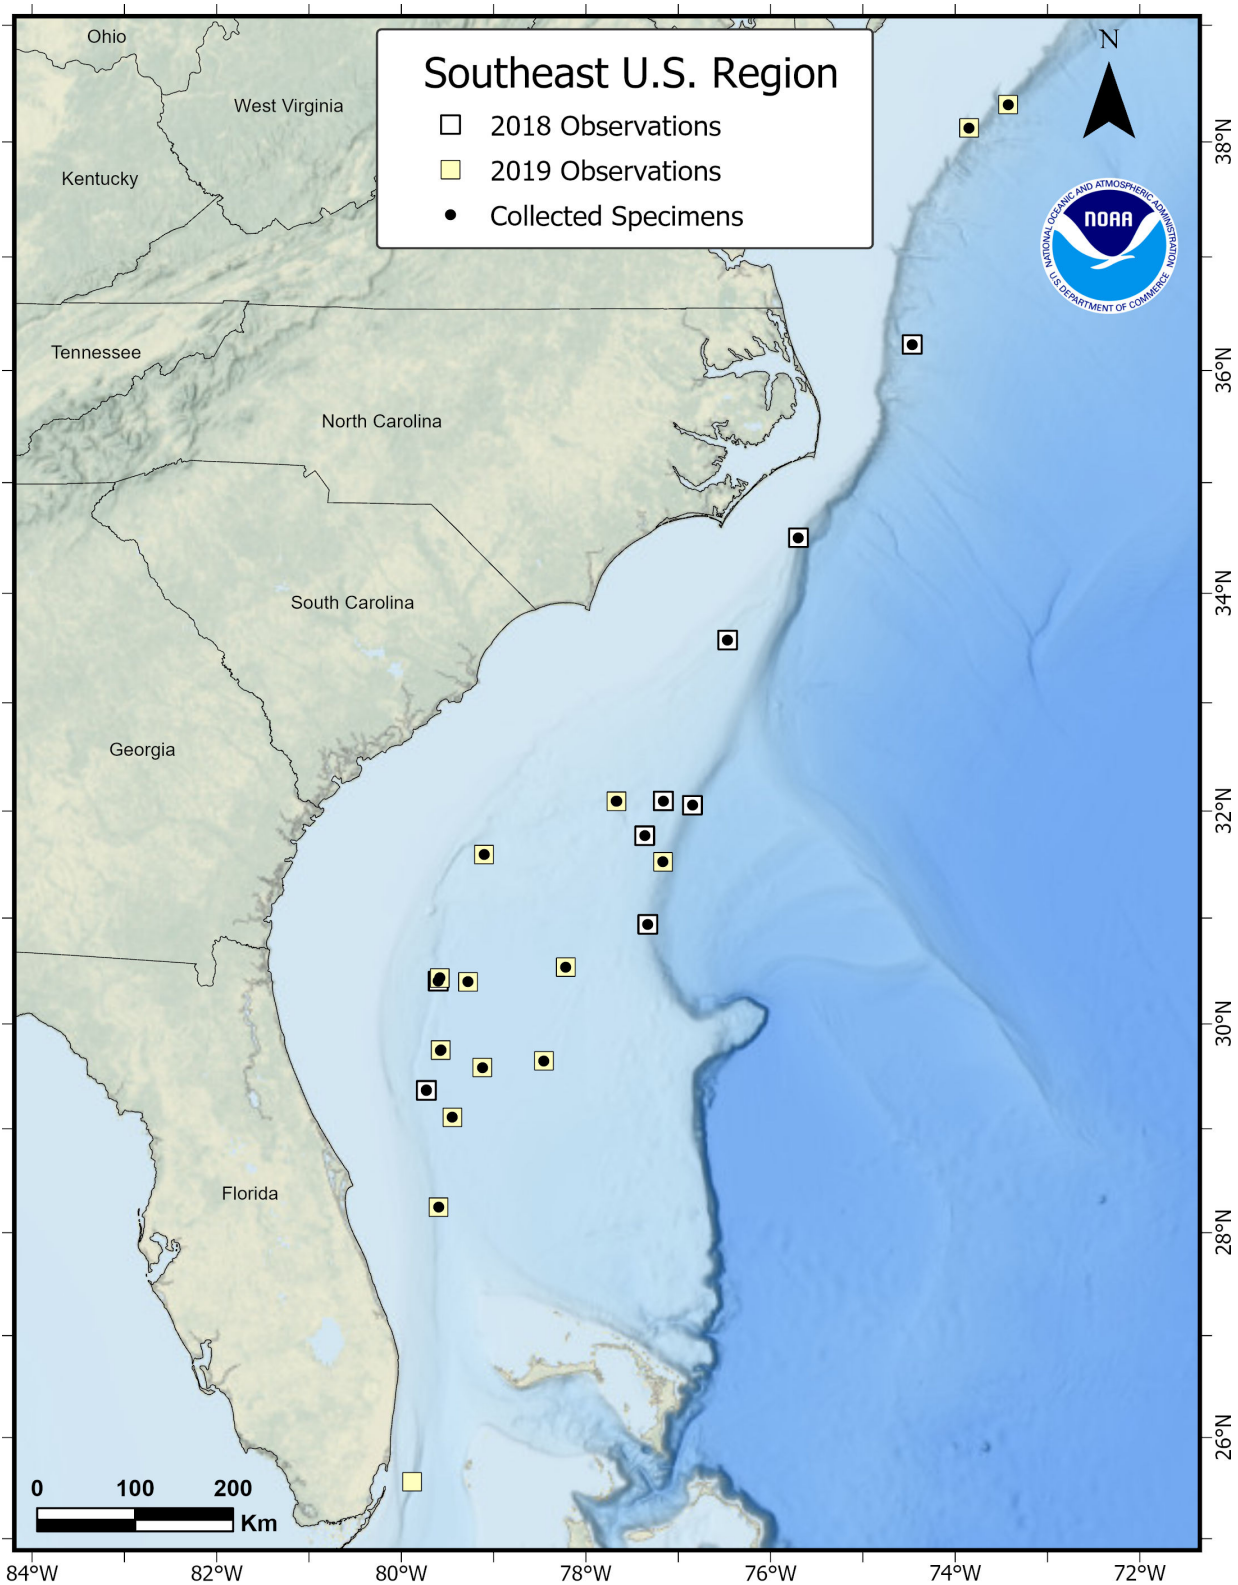 Ohio
West Virginia
Kentucky
Tennessee
North Carolina
South Carolina
Georgia
Florida
Southeast U.S. Region
2018 Observations
2019 Observations
Collected Specimens
N
NATIONAL OCEANIC AND ATMOSPHERIC ADMINISTRATION
NOAA
U.S. DEPARTMENT OF COMMERCE
38°N
36°N
34°N
32°N
30°N
28°N
26°N
0 100 200
Km
84°W 82°W 80°W 78°W 76°W 74°W 72°W